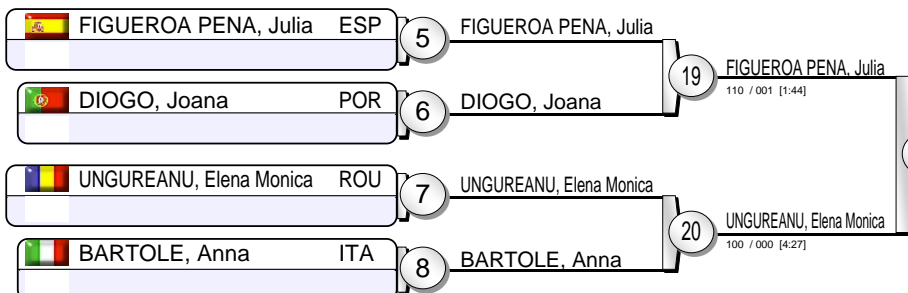 FIGUEROA PENA, Julia ESP
5
FIGUEROA PENA, Julia
19
FIGUEROA PENA, Julia
110 / 001 [1:44]
DIOGO, Joana POR
6
DIOGO, Joana
UNGUREANU, Elena Monica ROU
7
UNGUREANU, Elena Monica
20
UNGUREANU, Elena Monica
100 / 000 [4:27]
BARTOLE, Anna ITA
8
BARTOLE, Anna